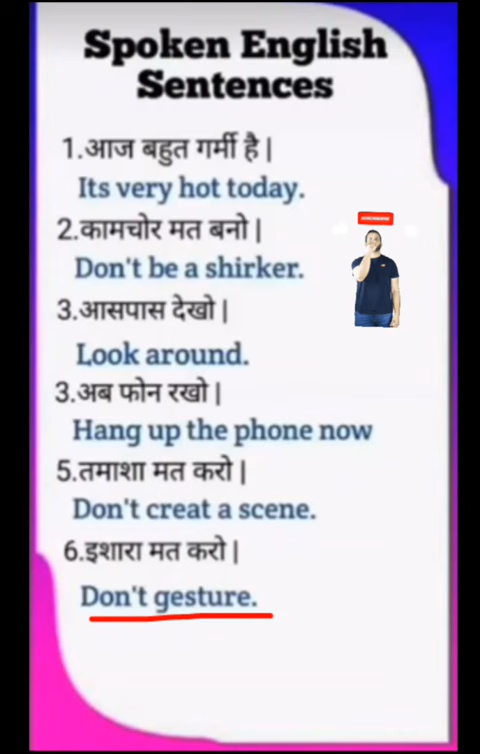 Spoken English
Sentences
1.आज बहुत गर्मी है |
Its very hot today.
2.कामचोर मत बनो |
Don't be a shirker.
3.आसपास देखो |
Look around.
3.अब फोन रखो |
Hang up the phone now
5.तमाशा मत करो |
Don't creat a scene.
6.इशारा मत करो |
Don't gesture.